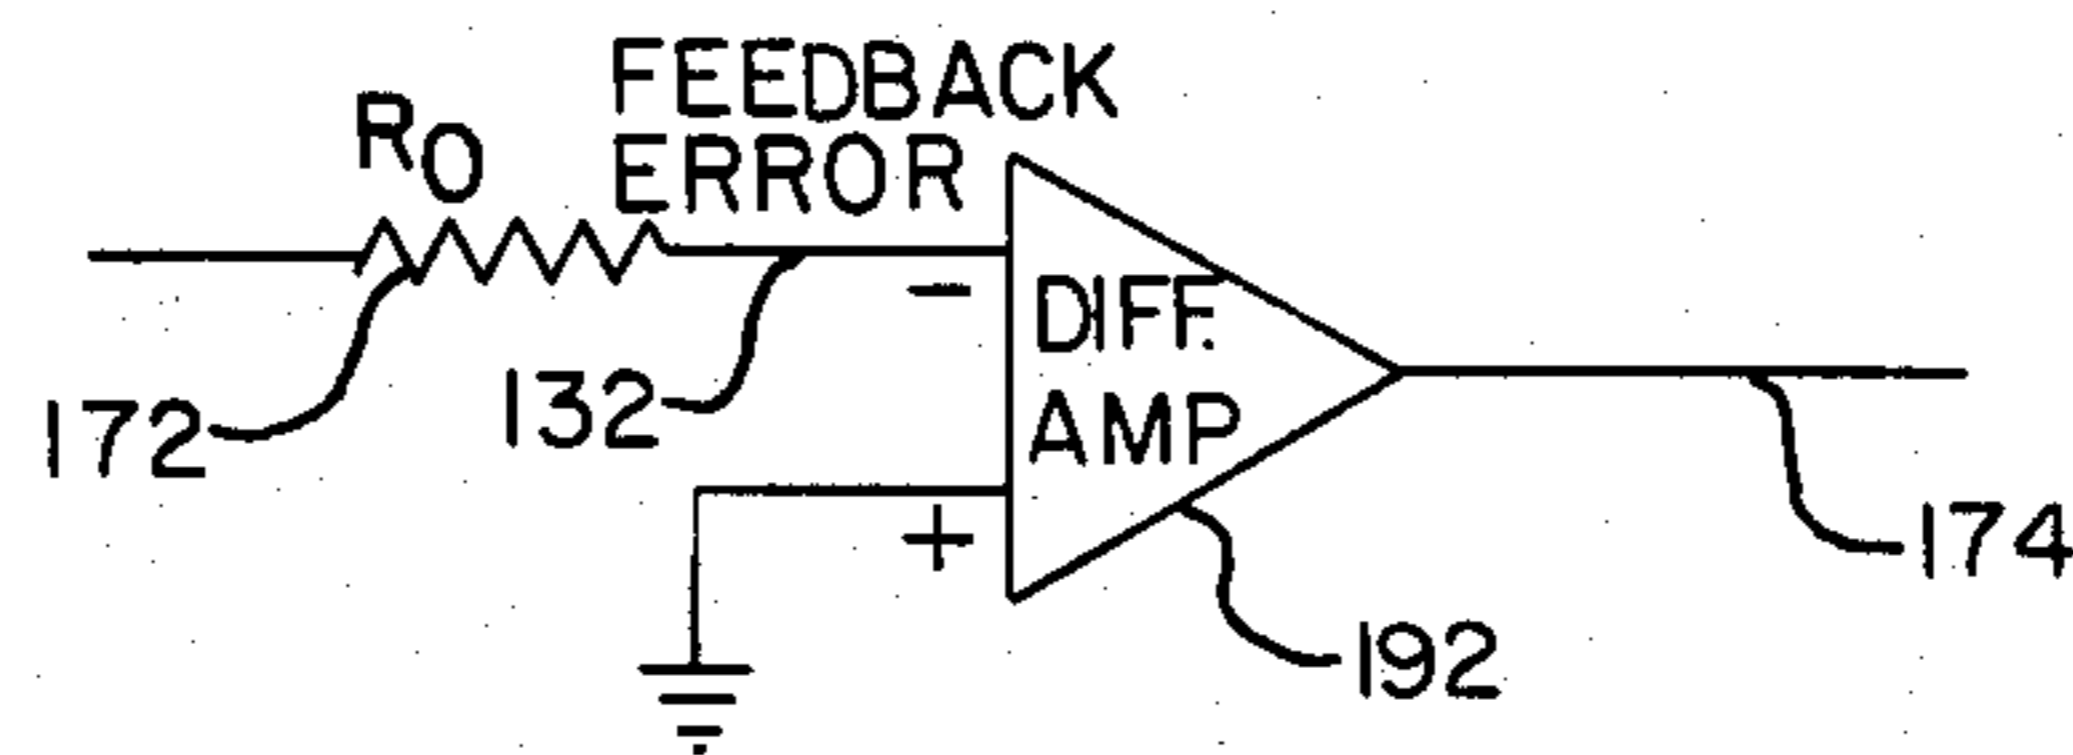 FEEDBACK
ERROR
R0
DIFF.
AMP
-
+
172
132
174
192